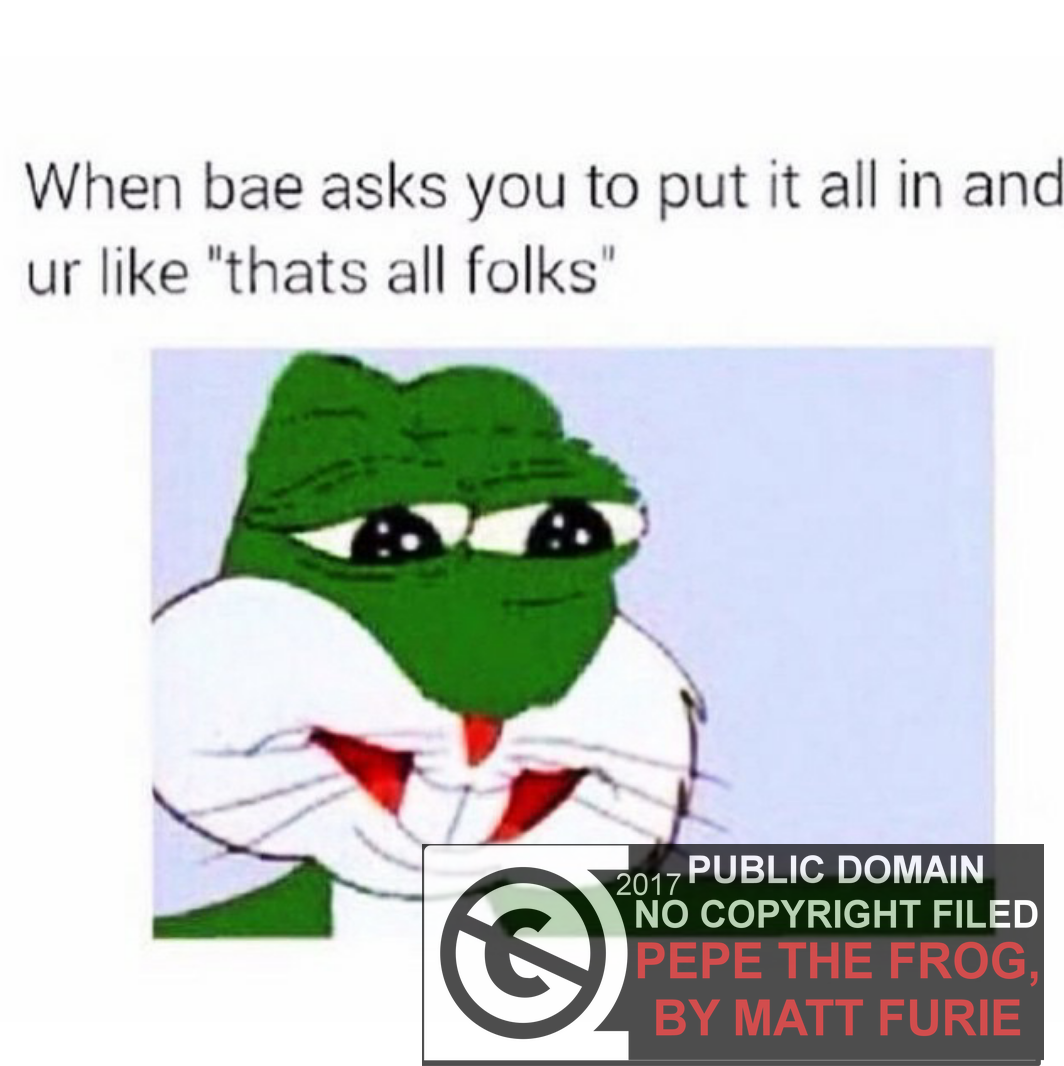 When bae asks you to put it all in and
ur like "thats all folks"
2017 PUBLIC DOMAIN
NO COPYRIGHT FILED
PEPE THE FROG,
BY MATT FURIE